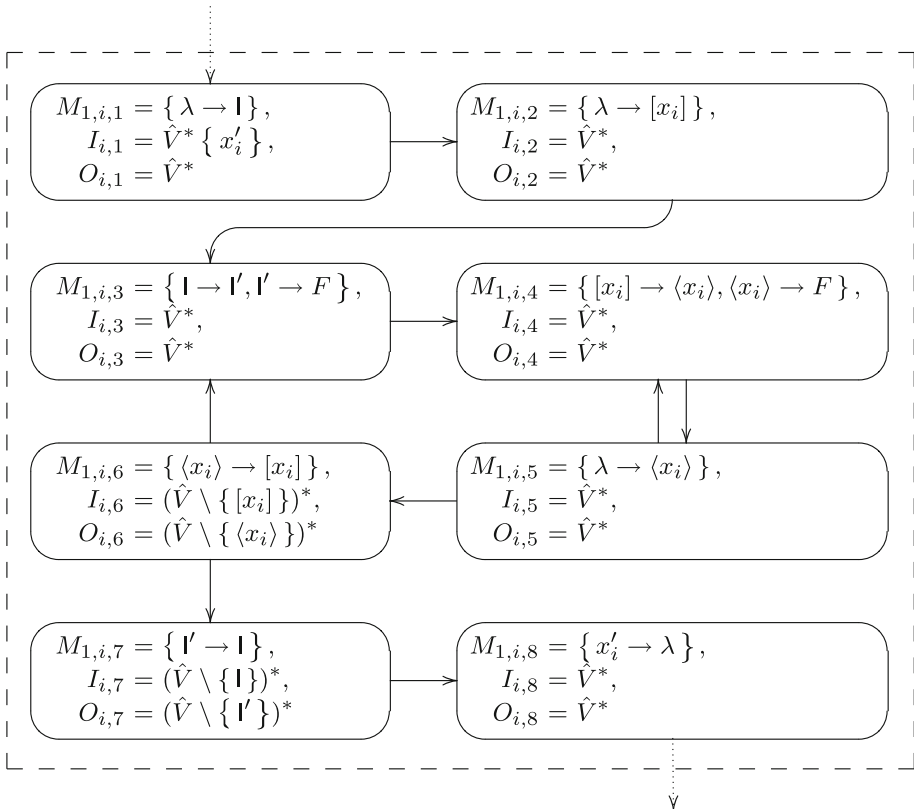 M_{1,i,1} = { λ → I },
I_{i,1} = V̂* { x′_i },
O_{i,1} = V̂*
M_{1,i,2} = { λ → [x_i] },
I_{i,2} = V̂*,
O_{i,2} = V̂*
M_{1,i,3} = { I → I′, I′ → F },
I_{i,3} = V̂*,
O_{i,3} = V̂*
M_{1,i,4} = { [x_i] → ⟨x_i⟩, ⟨x_i⟩ → F },
I_{i,4} = V̂*,
O_{i,4} = V̂*
M_{1,i,6} = { ⟨x_i⟩ → [x_i] },
I_{i,6} = (V̂ \ { [x_i] })*,
O_{i,6} = (V̂ \ { ⟨x_i⟩ })*
M_{1,i,5} = { λ → ⟨x_i⟩ },
I_{i,5} = V̂*,
O_{i,5} = V̂*
M_{1,i,7} = { I′ → I },
I_{i,7} = (V̂ \ { I })*,
O_{i,7} = (V̂ \ { I′ })*
M_{1,i,8} = { x′_i → λ },
I_{i,8} = V̂*,
O_{i,8} = V̂*